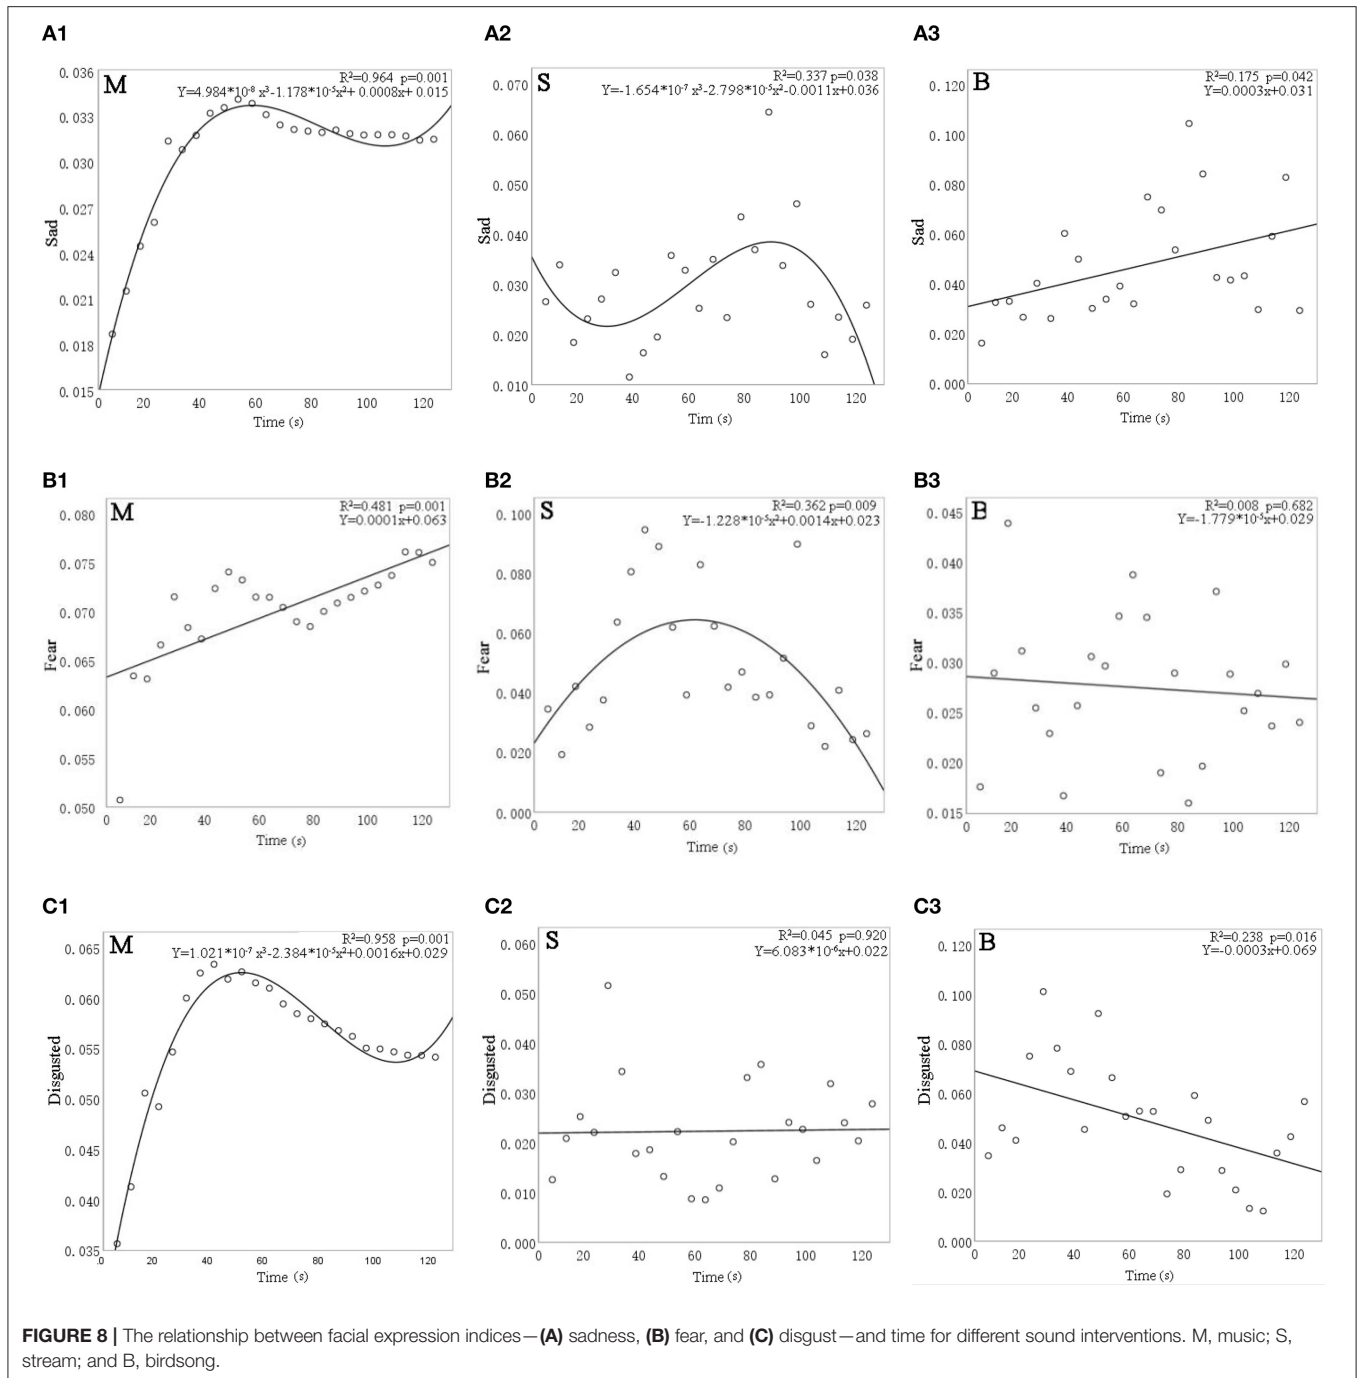 A1
M
R²=0.964 p=0.001
Y=4.984*10⁻⁸ x³-1.178*10⁻⁵x²+ 0.0008x+ 0.015
0.036
0.033
0.030
0.027
0.024
0.021
0.018
0.015
Sad
0 20 40 60 80 100 120
Time (s)
A2
S
R²=0.337 p=0.038
Y=-1.654*10⁻⁷ x³-2.798*10⁻⁵x²-0.0011x+0.036
0.070
0.060
0.050
0.040
0.030
0.020
0.010
Sad
0 20 40 60 80 100 120
Tim (s)
A3
B
R²=0.175 p=0.042
Y=0.0003x+0.031
0.120
0.100
0.080
0.060
0.040
0.020
0.000
Sad
0 20 40 60 80 100 120
Time (s)
B1
M
R²=0.481 p=0.001
Y=0.0001x+0.063
0.080
0.075
0.070
0.065
0.060
0.055
0.050
Fear
0 20 40 60 80 100 120
Time (s)
B2
S
R²=0.362 p=0.009
Y=-1.228*10⁻⁵x²+0.0014x+0.023
0.100
0.080
0.060
0.040
0.020
0.000
Fear
0 20 40 60 80 100 120
Time (s)
B3
B
R²=0.008 p=0.682
Y=-1.779*10⁻⁵x+0.029
0.045
0.040
0.035
0.030
0.025
0.020
0.015
Fear
0 20 40 60 80 100 120
Time (s)
C1
M
R²=0.958 p=0.001
Y=1.021*10⁻⁷ x³-2.384*10⁻⁵x²+0.0016x+0.029
0.065
0.060
0.055
0.050
0.045
0.040
0.035
Disgusted
0 20 40 60 80 100 120
Time (s)
C2
S
R²=0.045 p=0.920
Y=6.083*10⁻⁶x+0.022
0.060
0.050
0.040
0.030
0.020
0.010
0.000
Disgusted
0 20 40 60 80 100 120
Time (s)
C3
B
R²=0.238 p=0.016
Y=-0.0003x+0.069
0.120
0.100
0.080
0.060
0.040
0.020
0.000
Disgusted
0 20 40 60 80 100 120
Time (s)
FIGURE 8 | The relationship between facial expression indices—(A) sadness, (B) fear, and (C) disgust—and time for different sound interventions. M, music; S,
stream; and B, birdsong.